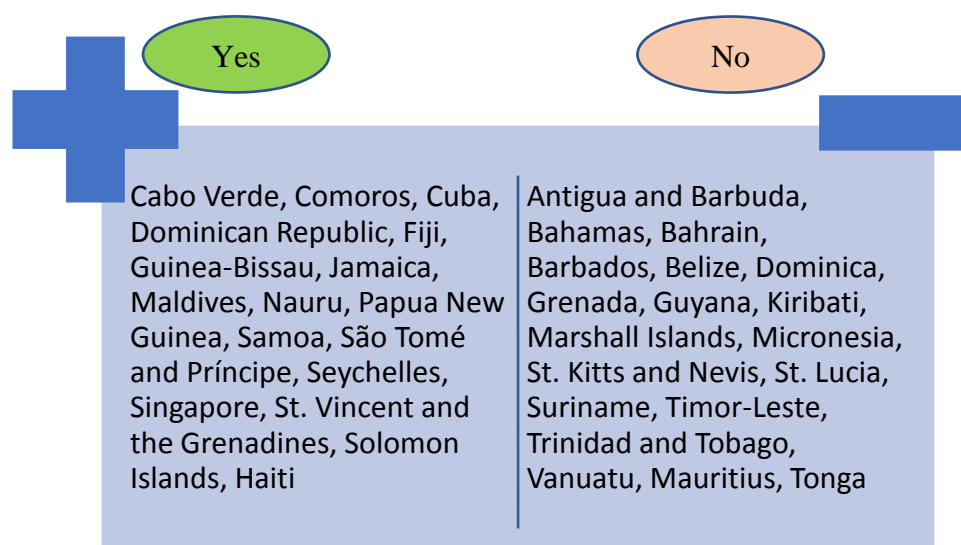 Yes
No
Cabo Verde, Comoros, Cuba,
Dominican Republic, Fiji,
Guinea-Bissau, Jamaica,
Maldives, Nauru, Papua New
Guinea, Samoa, São Tomé
and Príncipe, Seychelles,
Singapore, St. Vincent and
the Grenadines, Solomon
Islands, Haiti
Antigua and Barbuda,
Bahamas, Bahrain,
Barbados, Belize, Dominica,
Grenada, Guyana, Kiribati,
Marshall Islands, Micronesia,
St. Kitts and Nevis, St. Lucia,
Suriname, Timor-Leste,
Trinidad and Tobago,
Vanuatu, Mauritius, Tonga